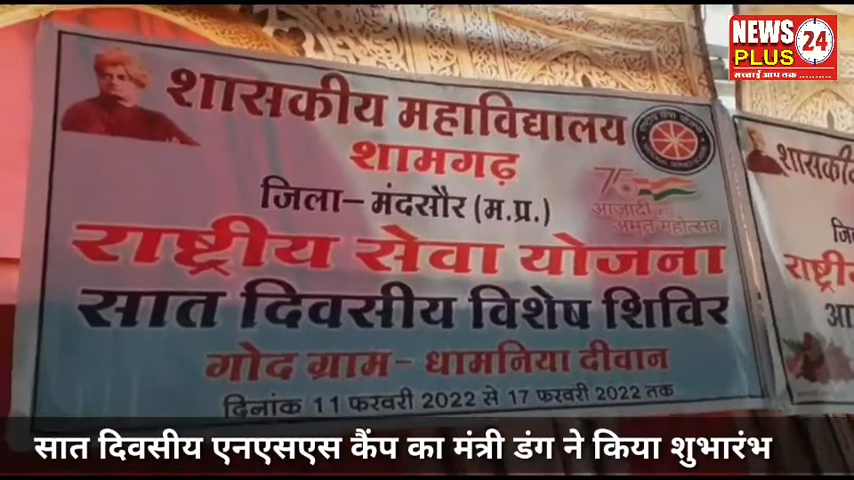 NEWS 24
PLUS
सच्चाई आप तक
शासकीय महाविद्यालय
शामगढ़
जिला- मंदसौर (म.प्र.)
75
आजादी का
अमृत महोत्सव
राष्ट्रीय सेवा योजना
सात दिवसीय विशेष शिविर
गोद ग्राम- धामनिया दीवान
दिनांक 11 फरवरी 2022 से 17 फरवरी 2022 तक
सात दिवसीय एनएसएस कैंप का मंत्री डंग ने किया शुभारंभ